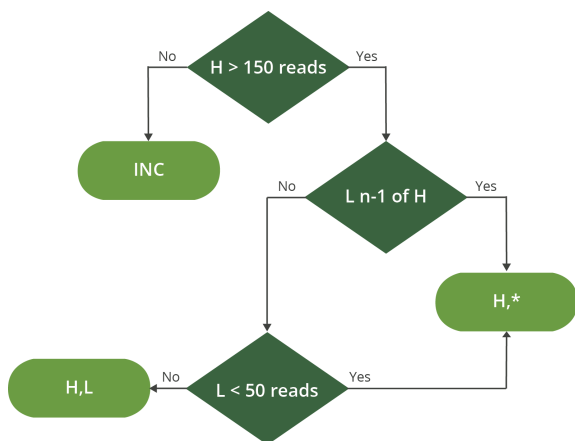 No
Yes
H > 150 reads
INC
No
L n-1 of H
Yes
H,*
H,L
No
L < 50 reads
Yes